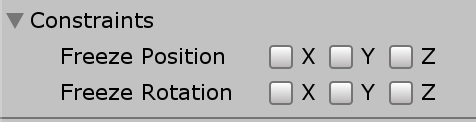 Constraints
Freeze Position X Y Z
Freeze Rotation X Y Z